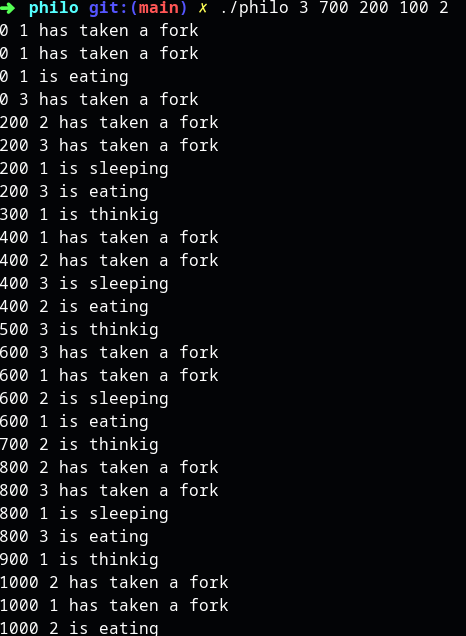 ➜ philo git:(main) ✗ ./philo 3 700 200 100 2
0 1 has taken a fork
0 1 has taken a fork
0 1 is eating
0 3 has taken a fork
200 2 has taken a fork
200 3 has taken a fork
200 1 is sleeping
200 3 is eating
300 1 is thinkig
400 1 has taken a fork
400 2 has taken a fork
400 3 is sleeping
400 2 is eating
500 3 is thinkig
600 3 has taken a fork
600 1 has taken a fork
600 2 is sleeping
600 1 is eating
700 2 is thinkig
800 2 has taken a fork
800 3 has taken a fork
800 1 is sleeping
800 3 is eating
900 1 is thinkig
1000 2 has taken a fork
1000 1 has taken a fork
1000 2 is eating